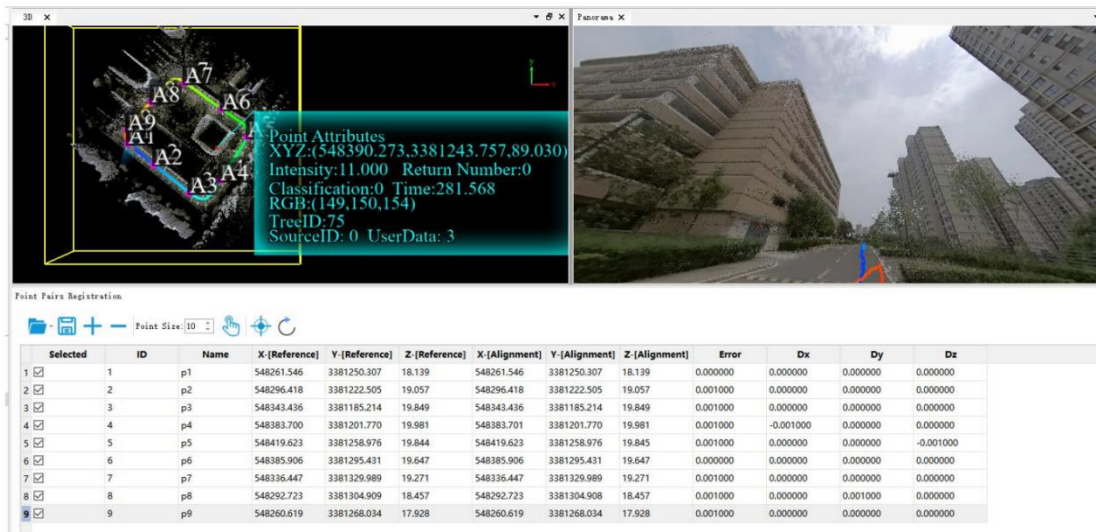 3D
Panorama
A7
A8
A6
A9
A1
A2
A4
A3
Point Attributes
XYZ:(548390.273,3381243.757,89.030)
Intensity:11.000 Return Number:0
Classification:0 Time:281.568
RGB:(149,150,154)
TreeID:75
SourceID: 0 UserData: 3
Point Pairs Registration
Point Size: 10
Selected ID Name X-[Reference] Y-[Reference] Z-[Reference] X-[Alignment] Y-[Alignment] Z-[Alignment] Error Dx Dy Dz
1 1 p1 548261.546 3381250.307 18.139 548261.546 3381250.307 18.139 0.000000 0.000000 0.000000 0.000000
2 2 p2 548296.418 3381222.505 19.057 548296.418 3381222.505 19.057 0.001000 0.000000 0.000000 0.000000
3 3 p3 548343.436 3381185.214 19.849 548343.436 3381185.214 19.849 0.001000 0.000000 0.000000 0.000000
4 4 p4 548383.700 3381201.770 19.981 548383.701 3381201.770 19.981 0.001000 -0.001000 0.000000 0.000000
5 5 p5 548419.623 3381258.976 19.844 548419.623 3381258.976 19.845 0.001000 0.000000 0.000000 -0.001000
6 6 p6 548385.906 3381295.431 19.647 548385.906 3381295.431 19.647 0.000000 0.000000 0.000000 0.000000
7 7 p7 548336.447 3381329.989 19.271 548336.447 3381329.989 19.271 0.001000 0.000000 0.000000 0.000000
8 8 p8 548292.723 3381304.909 18.457 548292.723 3381304.908 18.457 0.001000 0.000000 0.001000 0.000000
9 9 p9 548260.619 3381268.034 17.928 548260.619 3381268.034 17.928 0.001000 0.000000 0.000000 0.000000